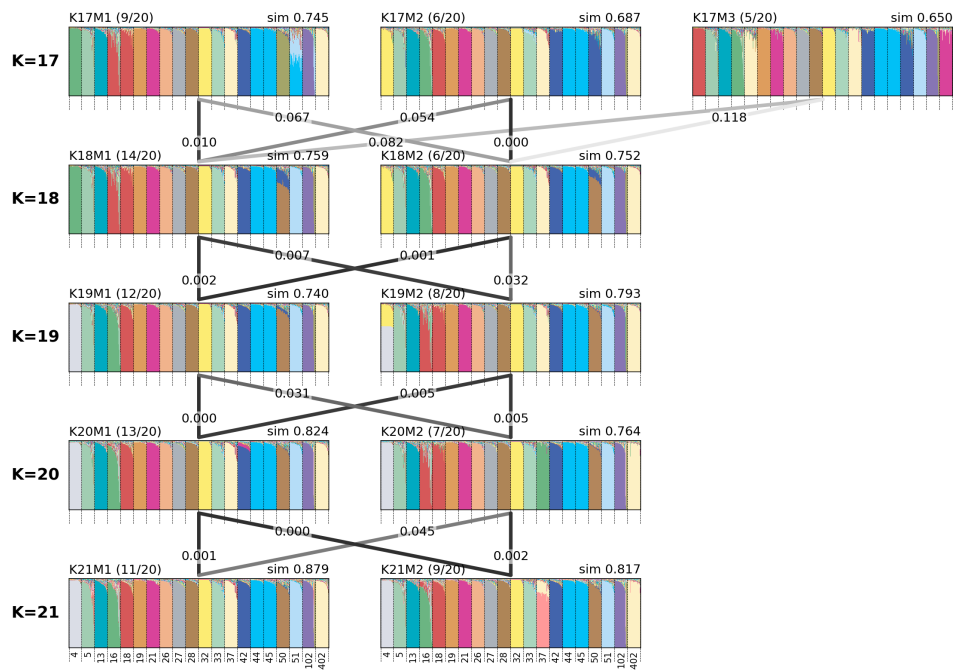 K17M1 (9/20) sim 0.745 K17M2 (6/20) sim 0.687 K17M3 (5/20) sim 0.650
K=17
0.067 0.054 0.118
0.010 0.082 0.000
K18M1 (14/20) sim 0.759 K18M2 (6/20) sim 0.752
K=18
0.007 0.001
0.002 0.032
K19M1 (12/20) sim 0.740 K19M2 (8/20) sim 0.793
K=19
0.031 0.005
0.000 0.005
K20M1 (13/20) sim 0.824 K20M2 (7/20) sim 0.764
K=20
0.000 0.045
0.001 0.002
K21M1 (11/20) sim 0.879 K21M2 (9/20) sim 0.817
K=21
4 5 13 16 18 19 21 26 27 28 32 33 37 42 44 45 50 51 102 402 4 5 13 16 18 19 21 26 27 28 32 33 37 42 44 45 50 51 102 402